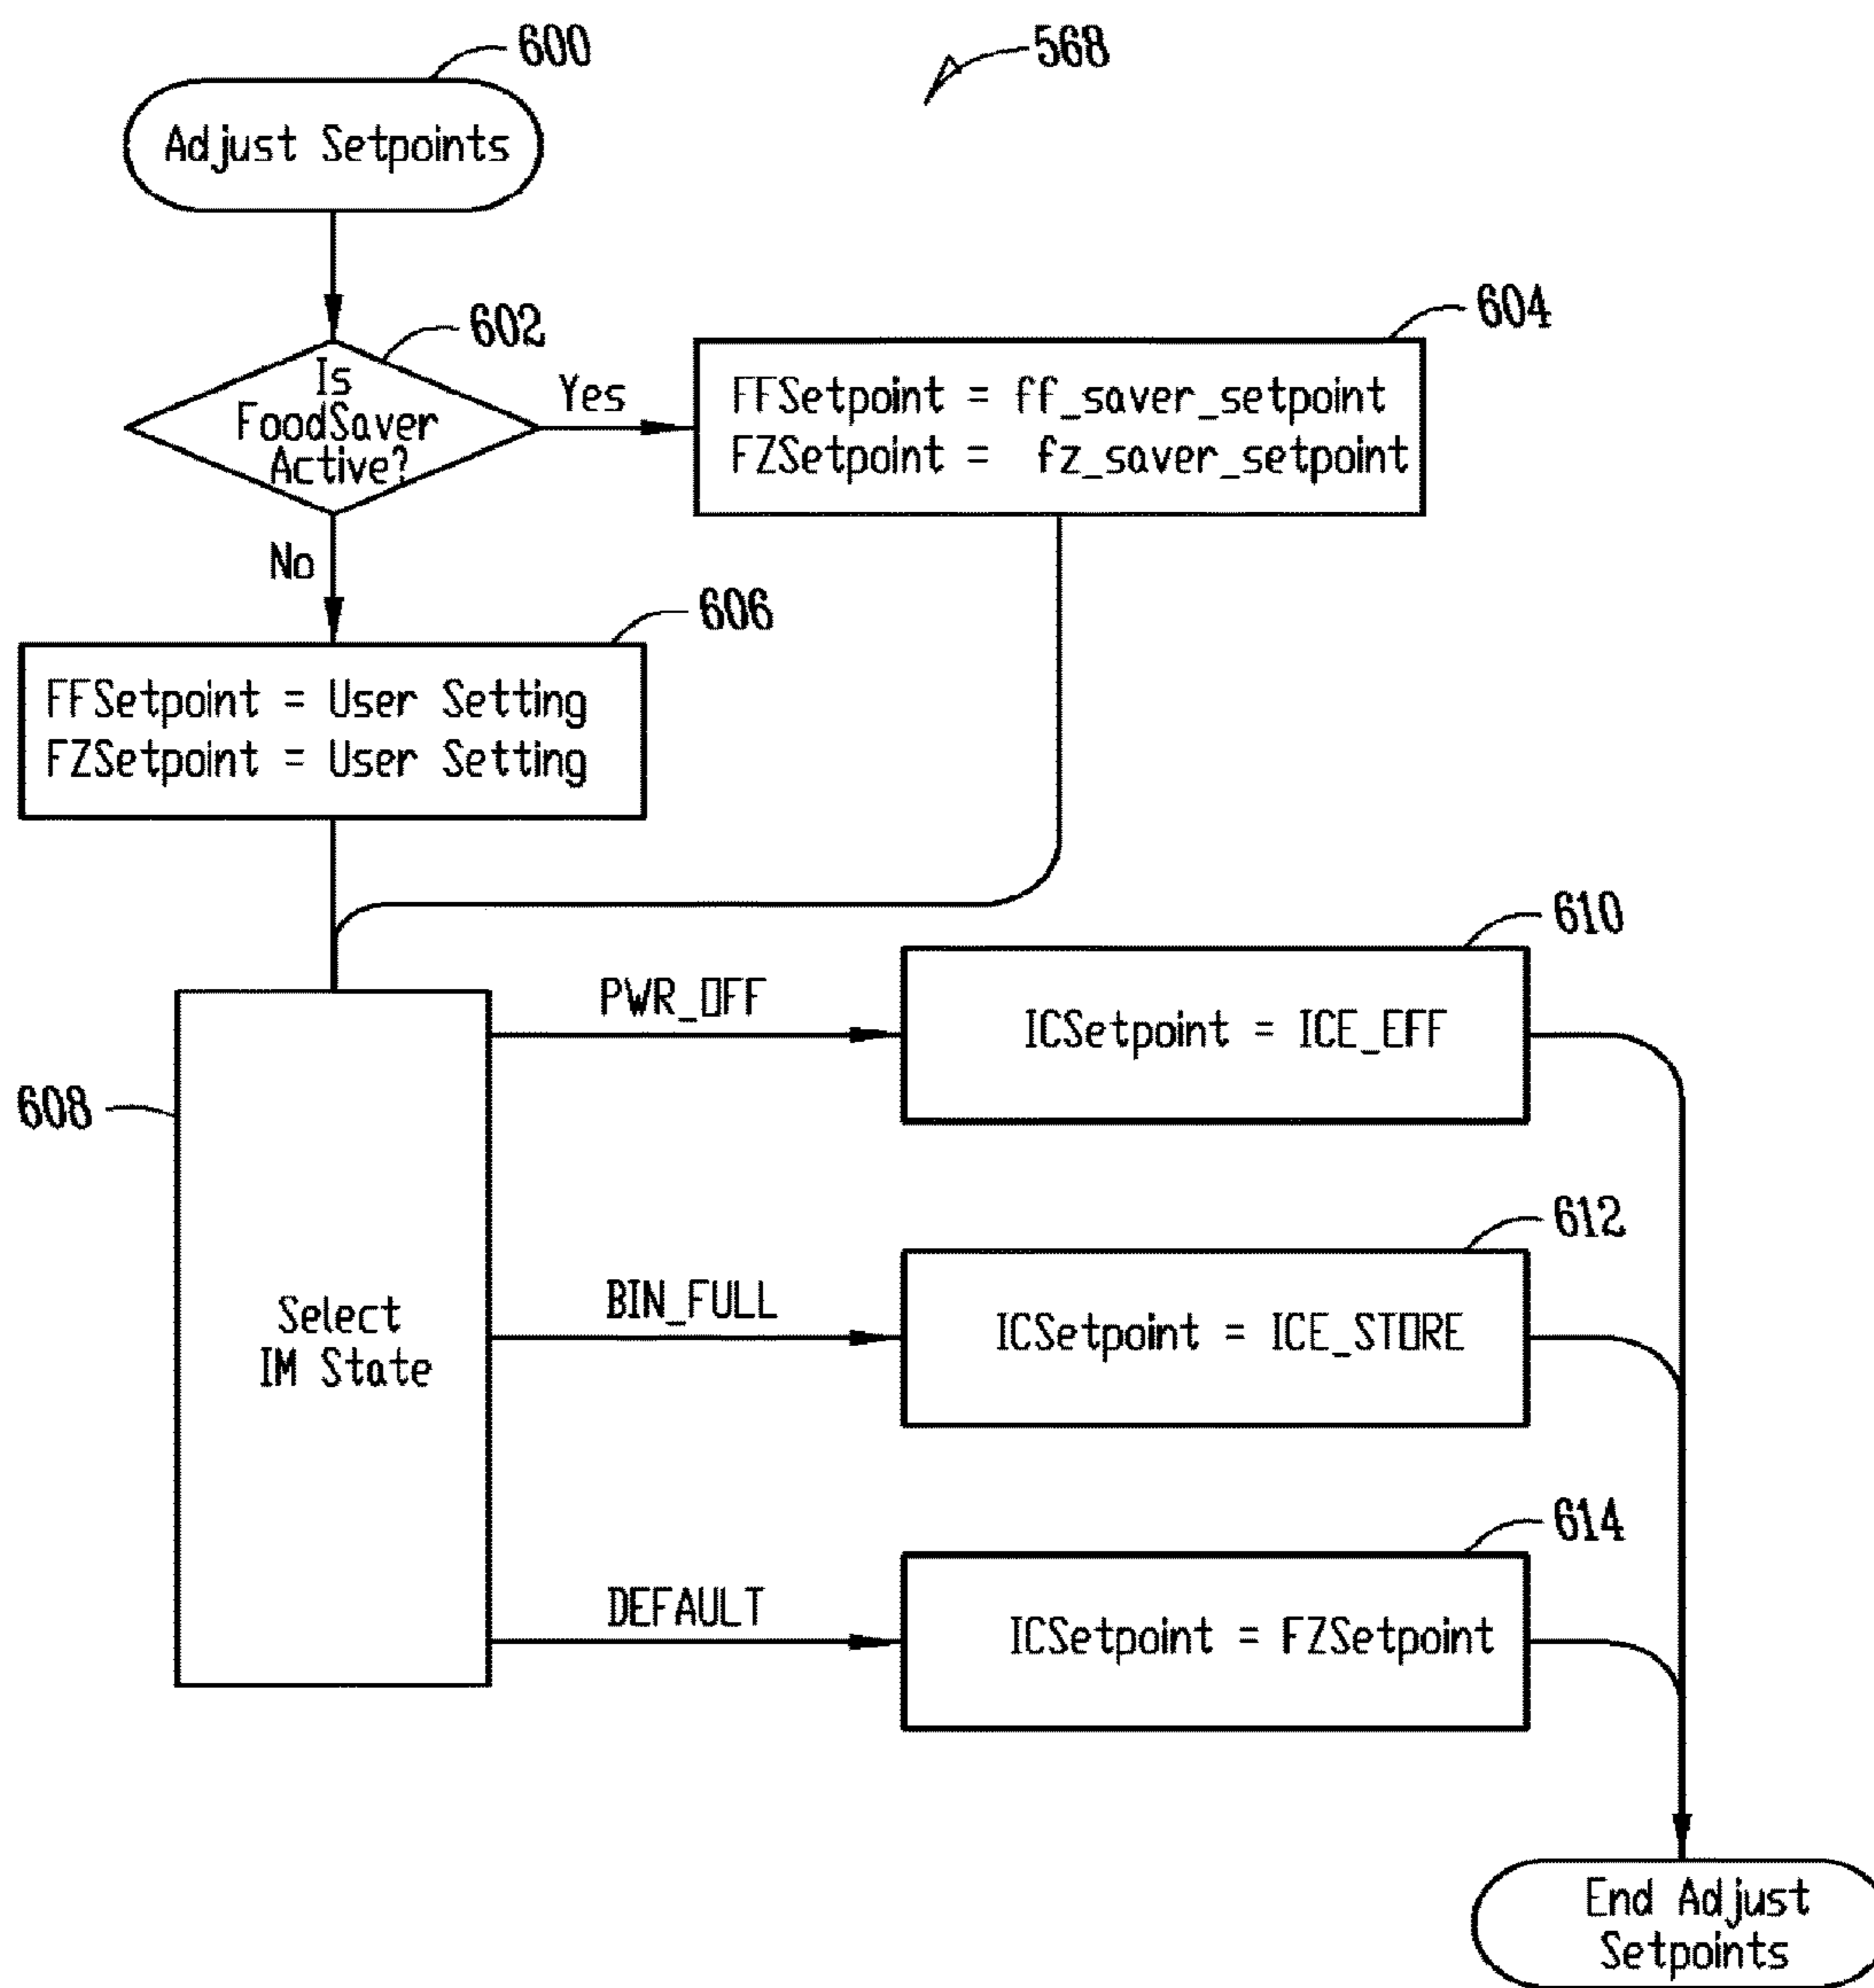 600
568
Adjust Setpoints
602
604
Is
FoodSaver
Active?
Yes
FFSetpoint = ff_saver_setpoint
FZSetpoint = fz_saver_setpoint
No
606
FFSetpoint = User Setting
FZSetpoint = User Setting
610
PWR_OFF
ICSetpoint = ICE_EFF
608
612
BIN_FULL
ICSetpoint = ICE_STORE
Select
IM State
614
DEFAULT
ICSetpoint = FZSetpoint
End Adjust
Setpoints